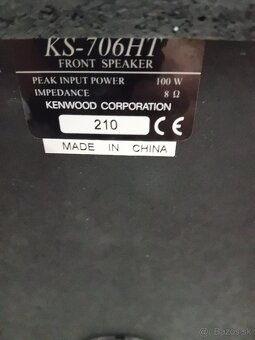 KS-706HT
FRONT SPEAKER
PEAK INPUT POWER 100 W
IMPEDANCE 8 Ω
KENWOOD CORPORATION
210 CE
MADE IN CHINA
Bazos.sk